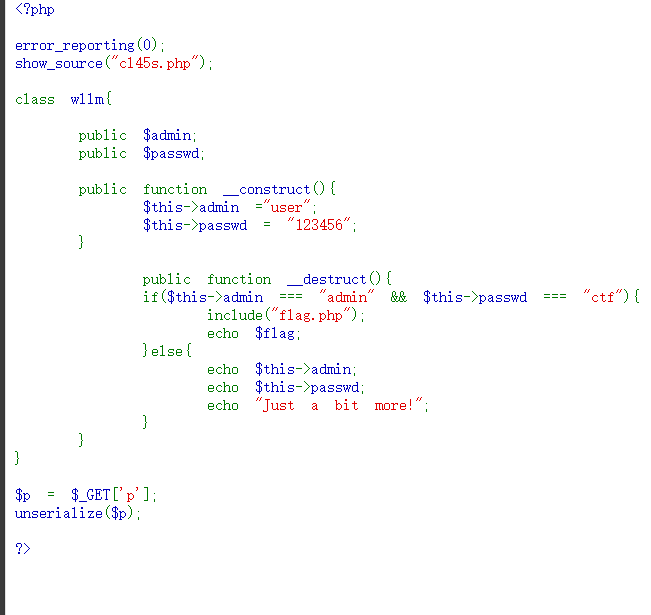 <?php
error_reporting(0);
show_source("cl45s.php");
class wllm{
public $admin;
public $passwd;
public function __construct(){
$this->admin ="user";
$this->passwd = "123456";
}
public function __destruct(){
if($this->admin === "admin" && $this->passwd === "ctf"){
include("flag.php");
echo $flag;
}else{
echo $this->admin;
echo $this->passwd;
echo "Just a bit more!";
}
}
}
$p = $_GET['p'];
unserialize($p);
?>